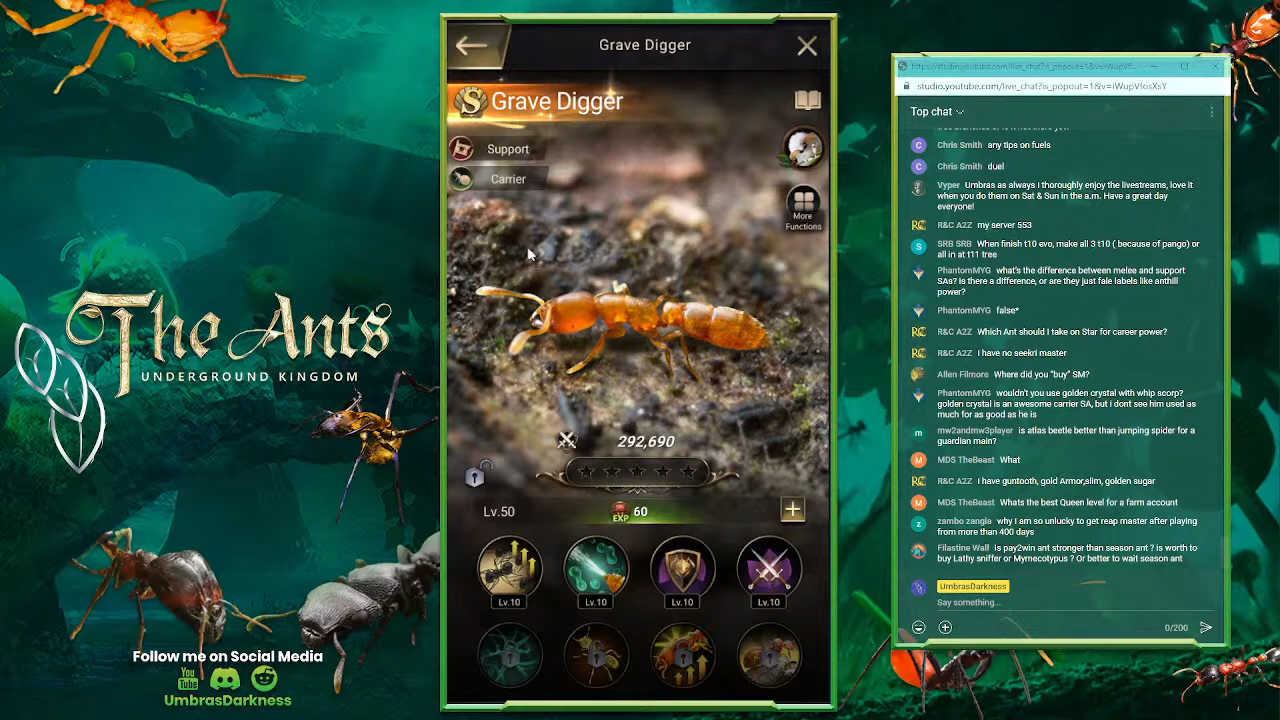 The Ants
UNDERGROUND KINGDOM
Follow me on Social Media
You
Tube
UmbrasDarkness
Grave Digger
S
Grave Digger
Support
Carrier
More
Functions
292,690
Lv.50
EXP
60
Lv.10
Lv.10
Lv.10
Lv.10
studio.youtube.com/live_chat?is_popout=1&v=iWupVfosXsY
Top chat
C
Chris Smith any tips on fuels
C
Chris Smith duel
Vyper Umbras as always I thoroughly enjoy the livestreams, love it
when you do them on Sat & Sun in the a.m. Have a great day
everyone!
RC
R&C A2Z my server 553
S
SRB SRB When finish t10 evo, make all 3 t10 ( because of pango) or
all in at t11 tree
PhantomMYG what's the difference between melee and support
SAs? Is there a difference, or are they just fale labels like anthill
power?
PhantomMYG false*
RC
R&C A2Z Which Ant should I take on Star for career power?
RC
R&C A2Z I have no seekri master
Allen Filmore Where did you "buy" SM?
PhantomMYG wouldn't you use golden crystal with whip scorp?
golden crystal is an awesome carrier SA, but i dont see him used as
much for as good as he is
m
mw2andmw3player is atlas beetle better than jumping spider for a
guardian main?
M
MDS TheBeast What
RC
R&C A2Z I have guntooth, gold Armor,slim, golden sugar
M
MDS TheBeast Whats the best Queen level for a farm account
z
zambo zangla why I am so unlucky to get reap master after playing
from more than 400 days
Filastine Wall Is pay2win ant stronger than season ant ? Is worth to
buy Lathy sniffer or Mymecotypus ? Or better to wait season ant
UmbrasDarkness
Say something...
0/200